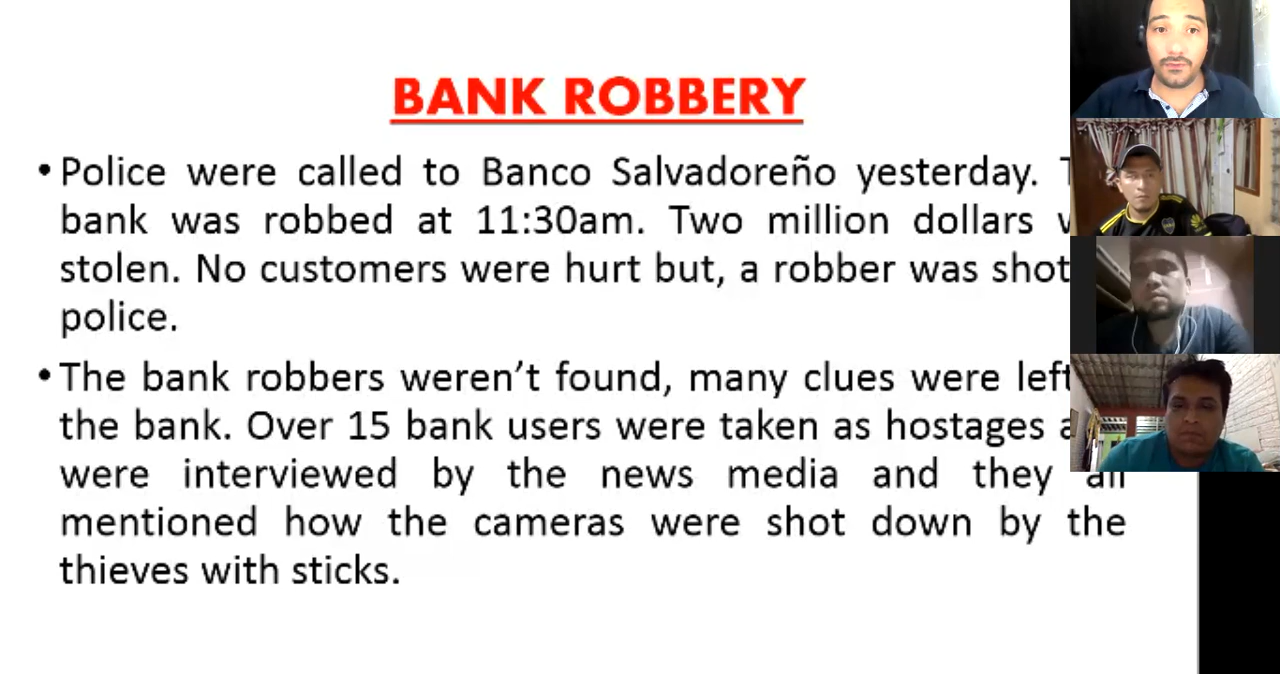 BANK ROBBERY
• Police were called to Banco Salvadoreño yesterday.
bank was robbed at 11:30am. Two million dollars
stolen. No customers were hurt but, a robber was shot
police.
• The bank robbers weren't found, many clues were left
the bank. Over 15 bank users were taken as hostages
were interviewed by the news media and they all
mentioned how the cameras were shot down by the
thieves with sticks.